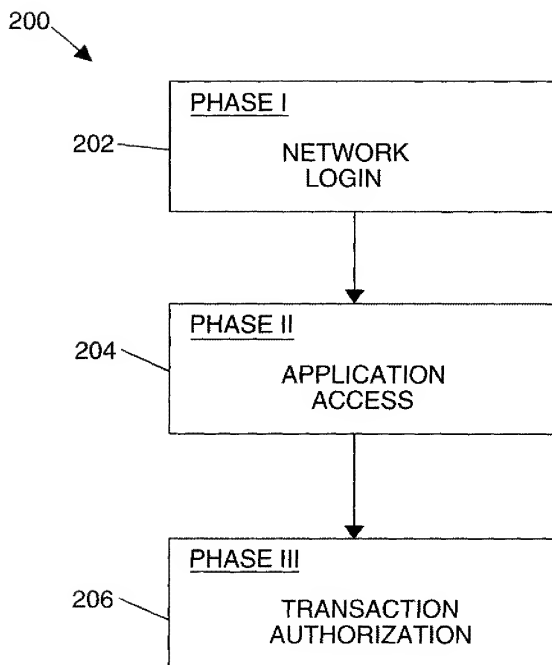 200
PHASE I
202
NETWORK
LOGIN
PHASE II
204
APPLICATION
ACCESS
PHASE III
206
TRANSACTION
AUTHORIZATION